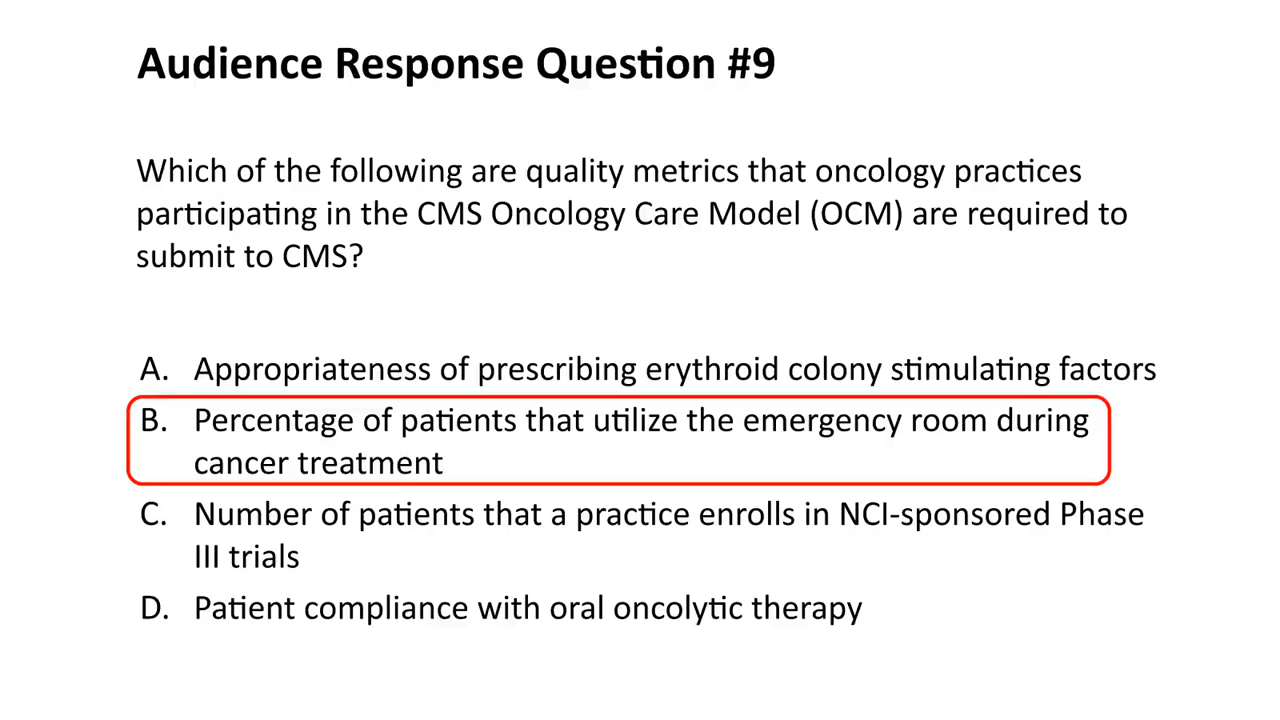 Audience Response Question #9
Which of the following are quality metrics that oncology practices
participating in the CMS Oncology Care Model (OCM) are required to
submit to CMS?
A. Appropriateness of prescribing erythroid colony stimulating factors
B. Percentage of patients that utilize the emergency room during
cancer treatment
C. Number of patients that a practice enrolls in NCI-sponsored Phase
III trials
D. Patient compliance with oral oncolytic therapy